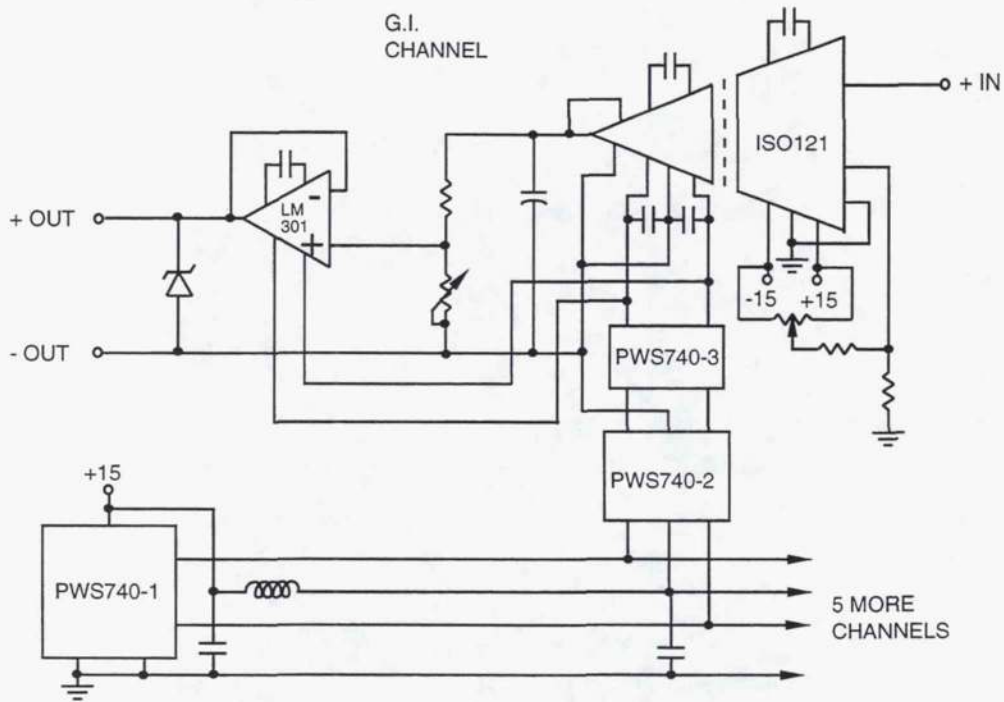 G.I.
CHANNEL
+ IN
ISO121
LM
301
-
+
+ OUT
-15
+15
- OUT
PWS740-3
PWS740-2
+15
PWS740-1
5 MORE
CHANNELS